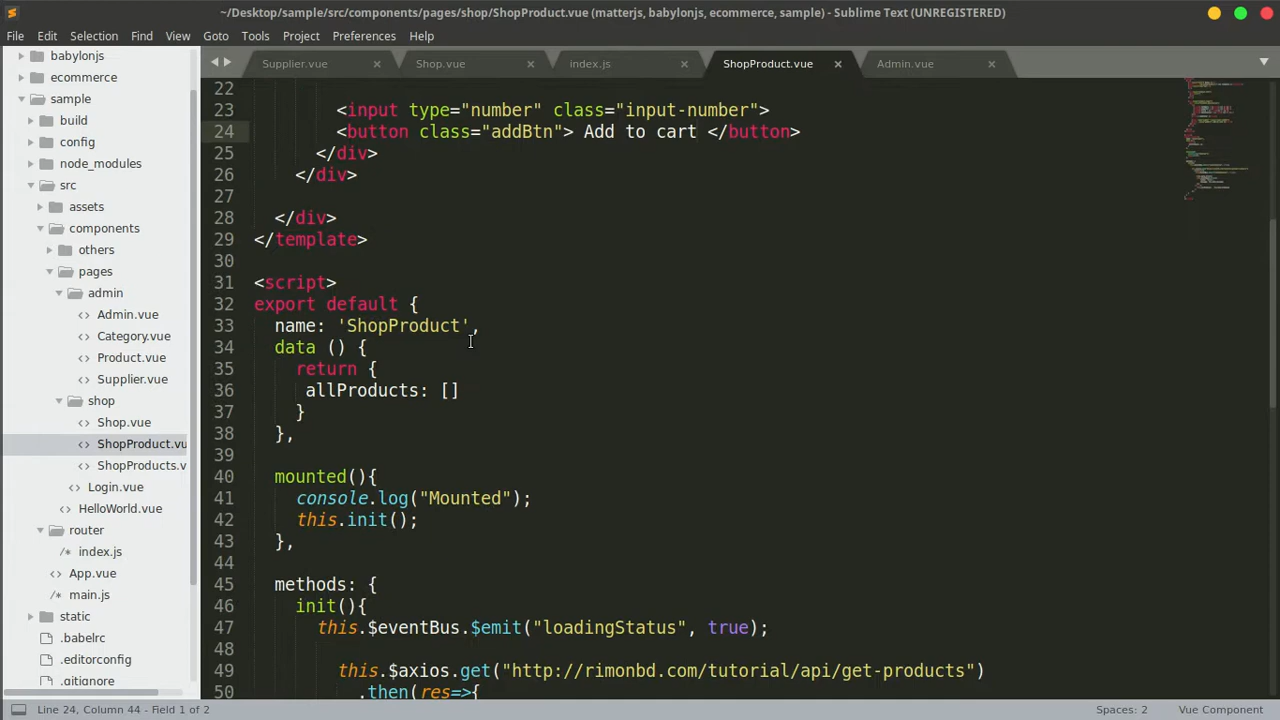 ~/Desktop/sample/src/components/pages/shop/ShopProduct.vue (matterjs, babylonjs, ecommerce, sample) - Sublime Text (UNREGISTERED)
File Edit Selection Find View Goto Tools Project Preferences Help
Supplier.vue × Shop.vue × index.js × ShopProduct.vue × Admin.vue ×
babylonjs
ecommerce
sample
build
config
node_modules
src
assets
components
others
pages
admin
Admin.vue
Category.vue
Product.vue
Supplier.vue
shop
Shop.vue
ShopProduct.vu
ShopProducts.v
Login.vue
HelloWorld.vue
router
/* index.js
App.vue
/* main.js
static
.babelrc
.editorconfig
.gitignore
22
23 <input type="number" class="input-number">
24 <button class="addBtn"> Add to cart </button>
25 </div>
26 </div>
27
28 </div>
29 </template>
30
31 <script>
32 export default {
33 name: 'ShopProduct',
34 data () {
35 return {
36 allProducts: []
37 }
38 },
39
40 mounted(){
41 console.log("Mounted");
42 this.init();
43 },
44
45 methods: {
46 init(){
47 this.$eventBus.$emit("loadingStatus", true);
48
49 this.$axios.get("http://rimonbd.com/tutorial/api/get-products")
50 .then(res=>{
Line 24, Column 44 - Field 1 of 2 Spaces: 2 Vue Component